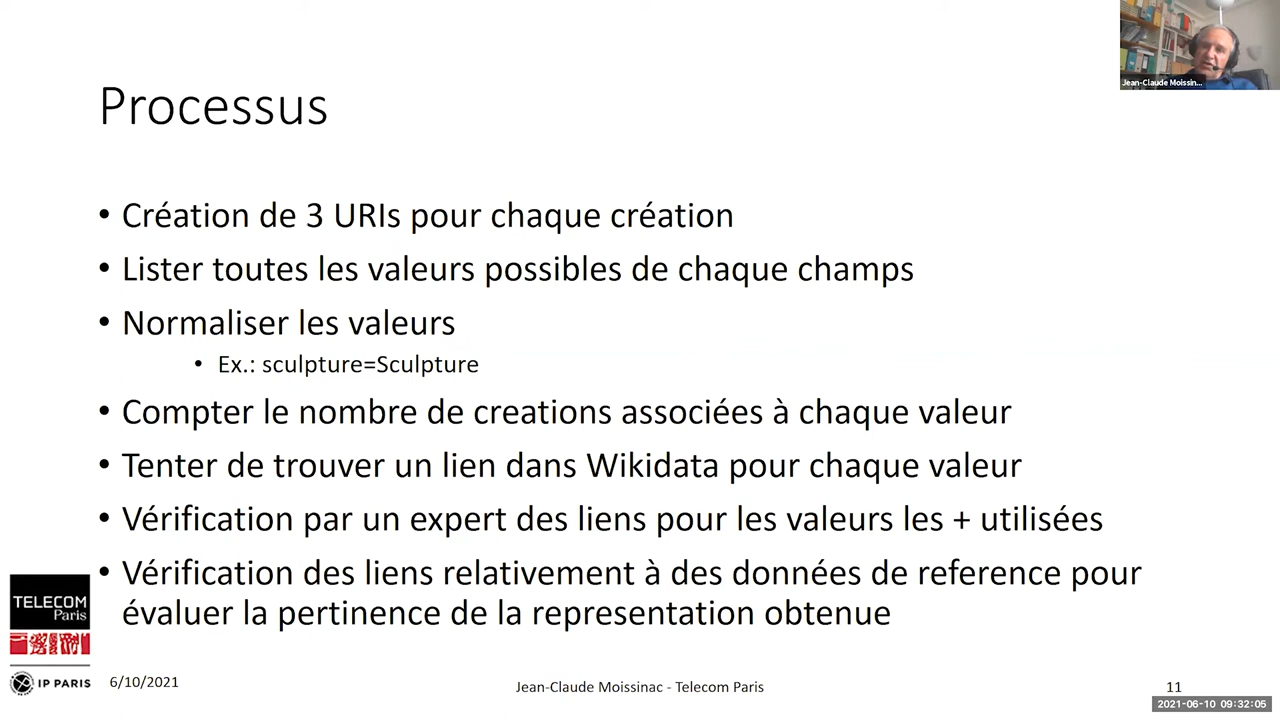 Jean-Claude Moissin...
Processus
• Création de 3 URIs pour chaque création
• Lister toutes les valeurs possibles de chaque champs
• Normaliser les valeurs
• Ex.: sculpture=Sculpture
• Compter le nombre de creations associées à chaque valeur
• Tenter de trouver un lien dans Wikidata pour chaque valeur
• Vérification par un expert des liens pour les valeurs les + utilisées
• Vérification des liens relativement à des données de reference pour
évaluer la pertinence de la representation obtenue
TELECOM
Paris
IP PARIS
6/10/2021
Jean-Claude Moissinac - Telecom Paris
11
2021-06-10 09:32:05